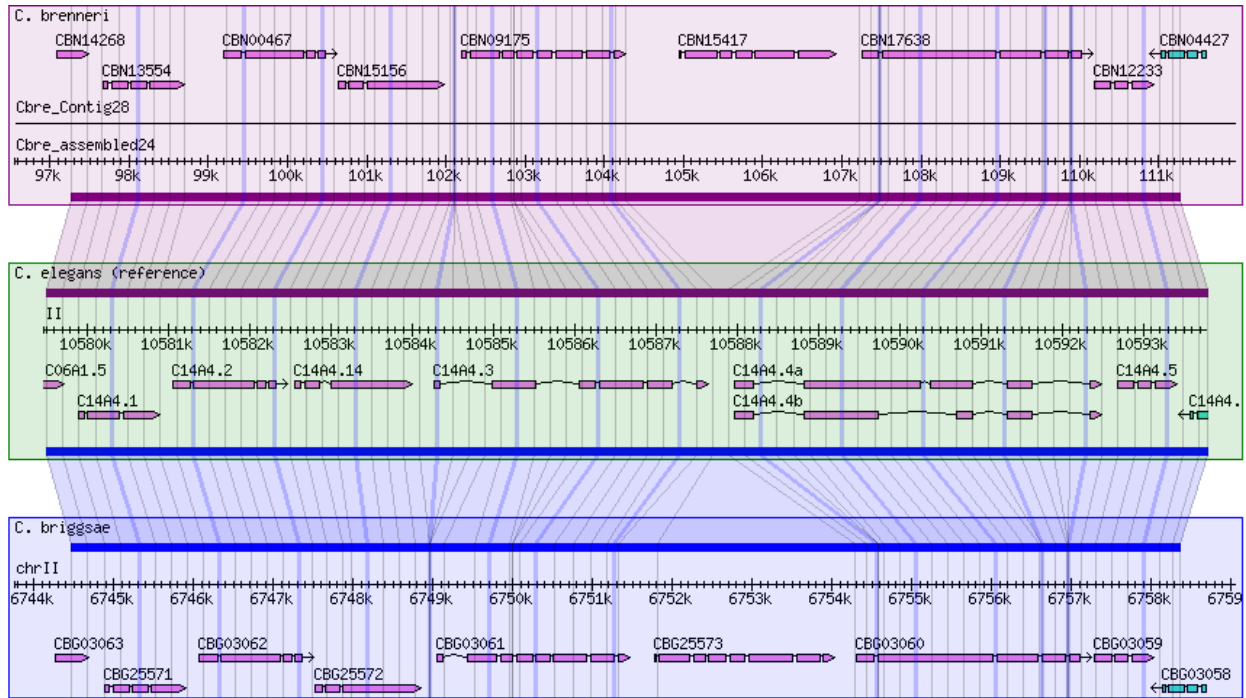 C. brenneri
CBN14268 CBN00467 CBN09175 CBN15417 CBN17638 CBN04427
CBN13554 CBN15156 CBN12233
Cbre_Contig28
Cbre_assembled24
97k 98k 99k 100k 101k 102k 103k 104k 105k 106k 107k 108k 109k 110k 111k
C. elegans (reference)
II
10580k 10581k 10582k 10583k 10584k 10585k 10586k 10587k 10588k 10589k 10590k 10591k 10592k 10593k
C06A1.5 C14A4.2 C14A4.14 C14A4.3 C14A4.4a C14A4.5
C14A4.1 C14A4.4b C14A4.
C. briggsae
chrII
6744k 6745k 6746k 6747k 6748k 6749k 6750k 6751k 6752k 6753k 6754k 6755k 6756k 6757k 6758k 6759
CBG03063 CBG03062 CBG03061 CBG25573 CBG03060 CBG03059
CBG25571 CBG25572 CBG03058